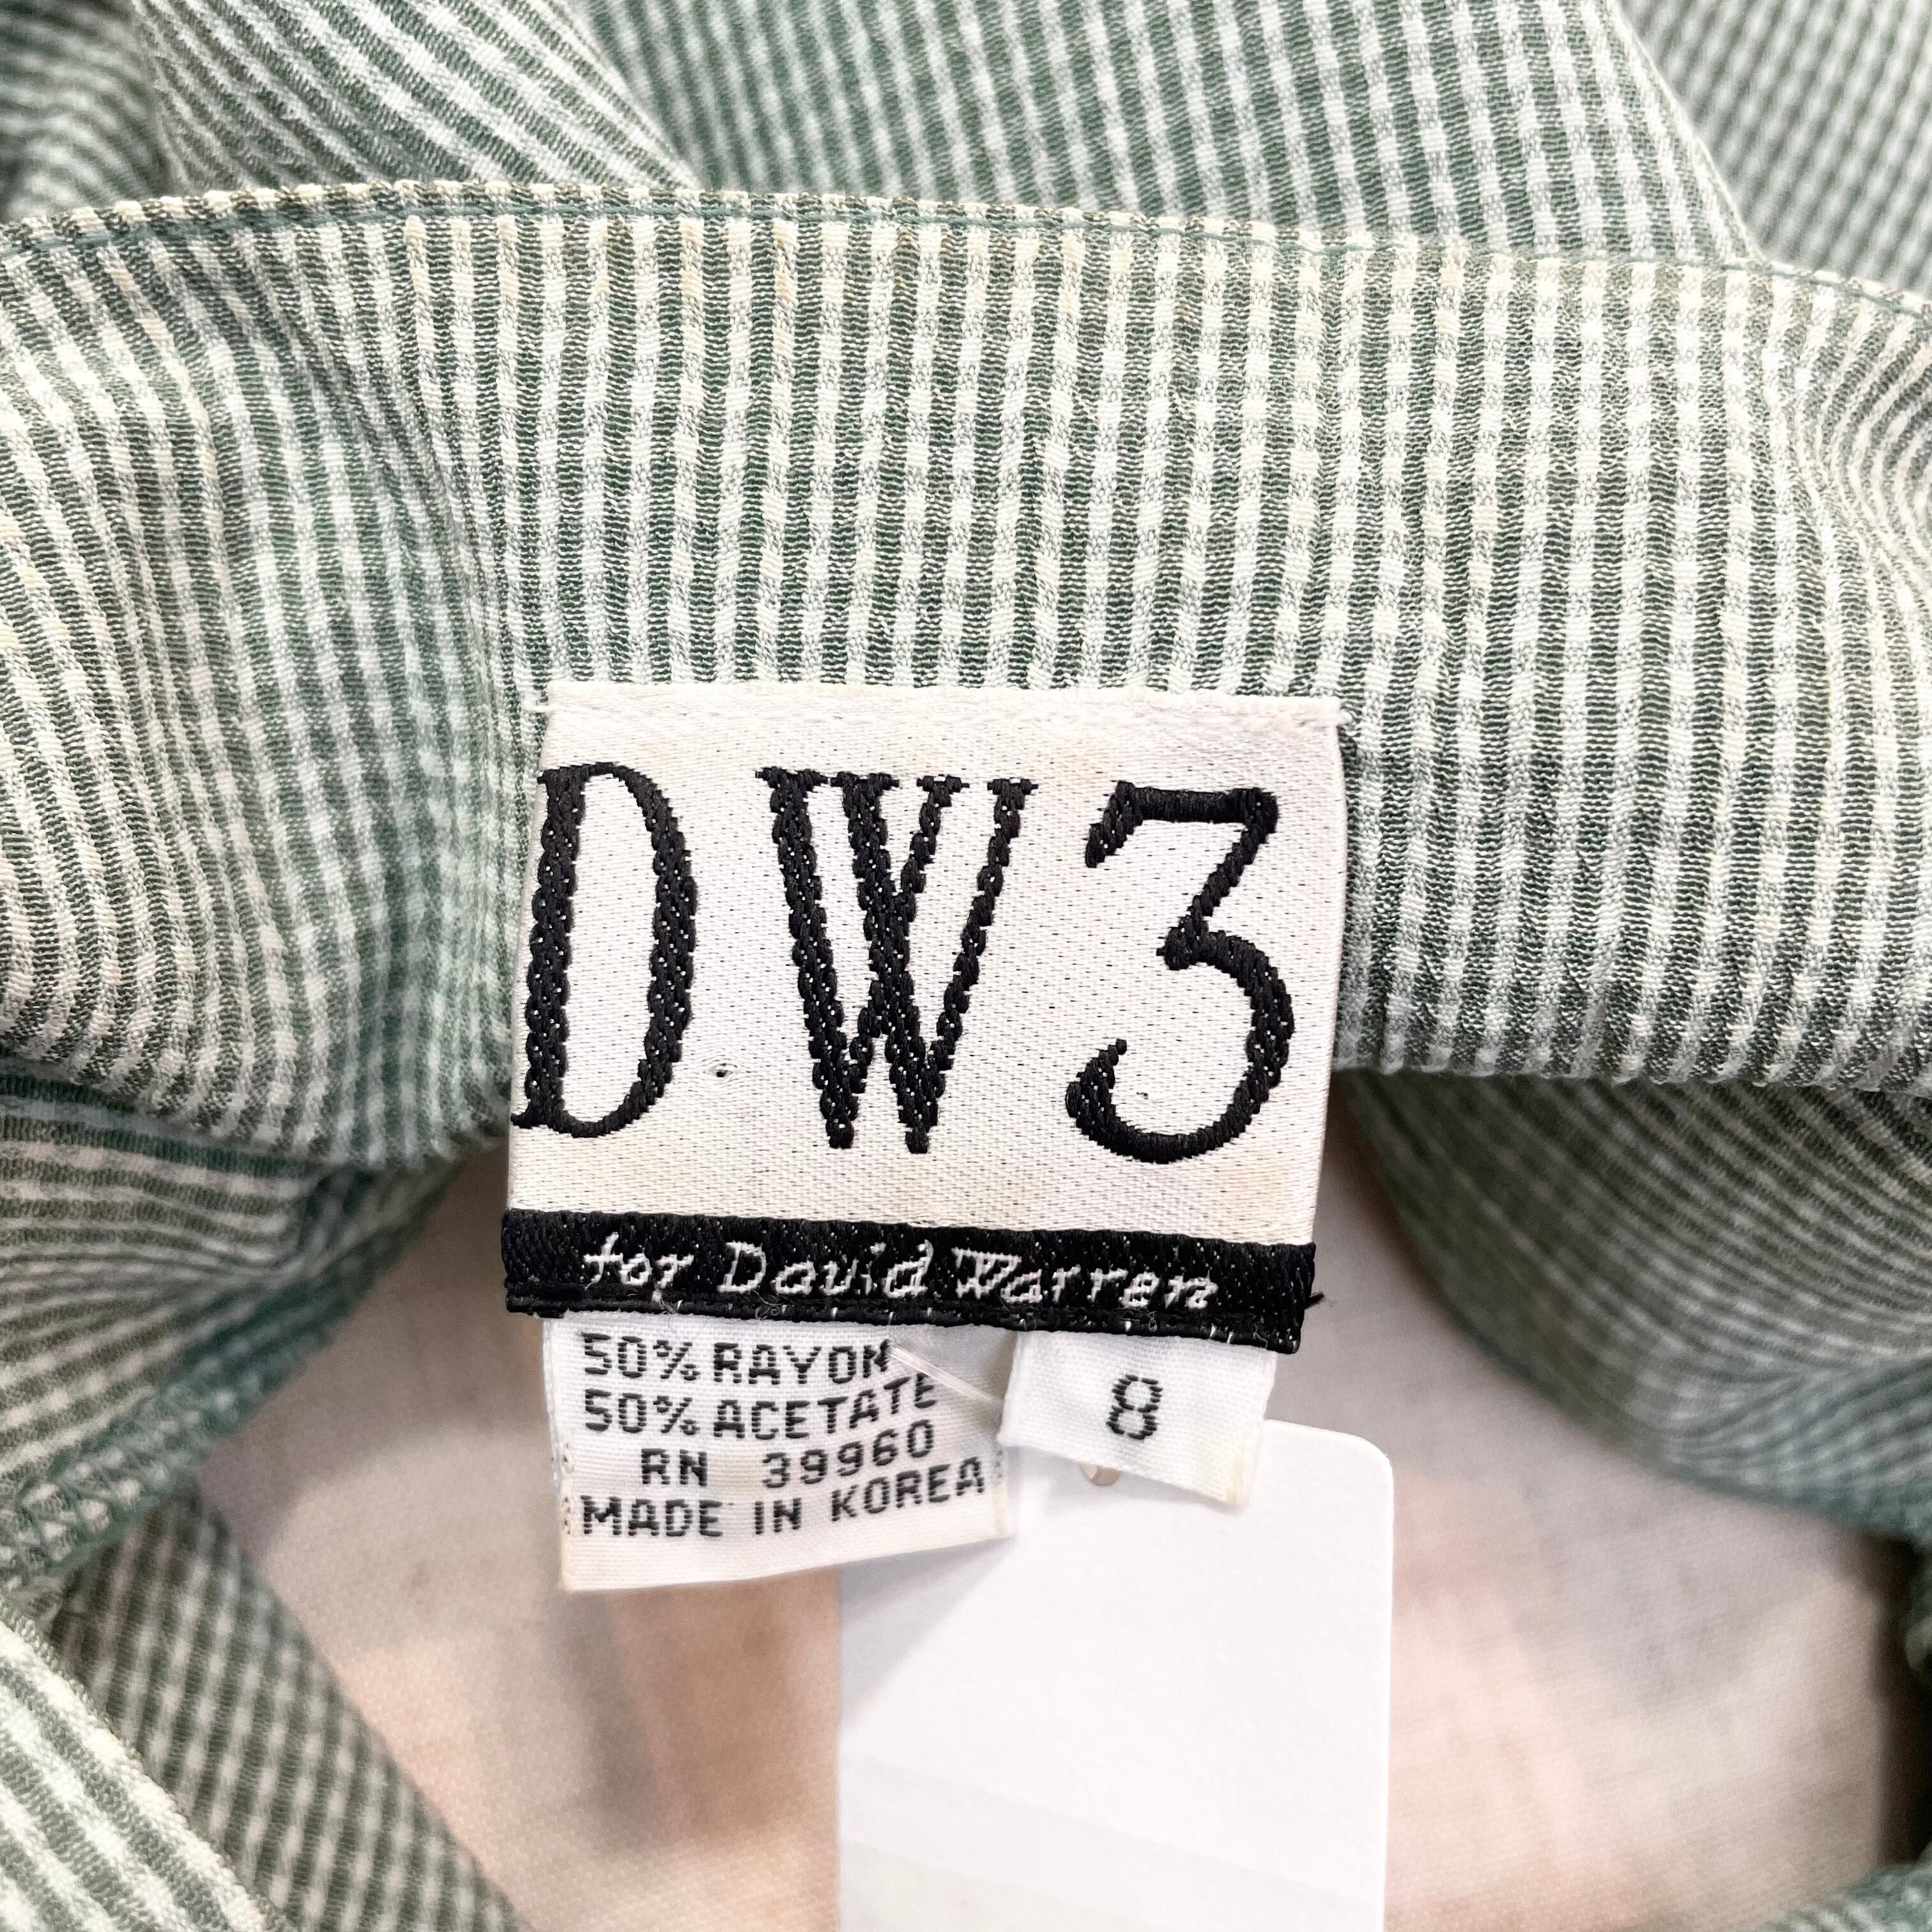 DW3
for David Warren
50% RAYON
50% ACETATE
RN 39960
MADE IN KOREA
8